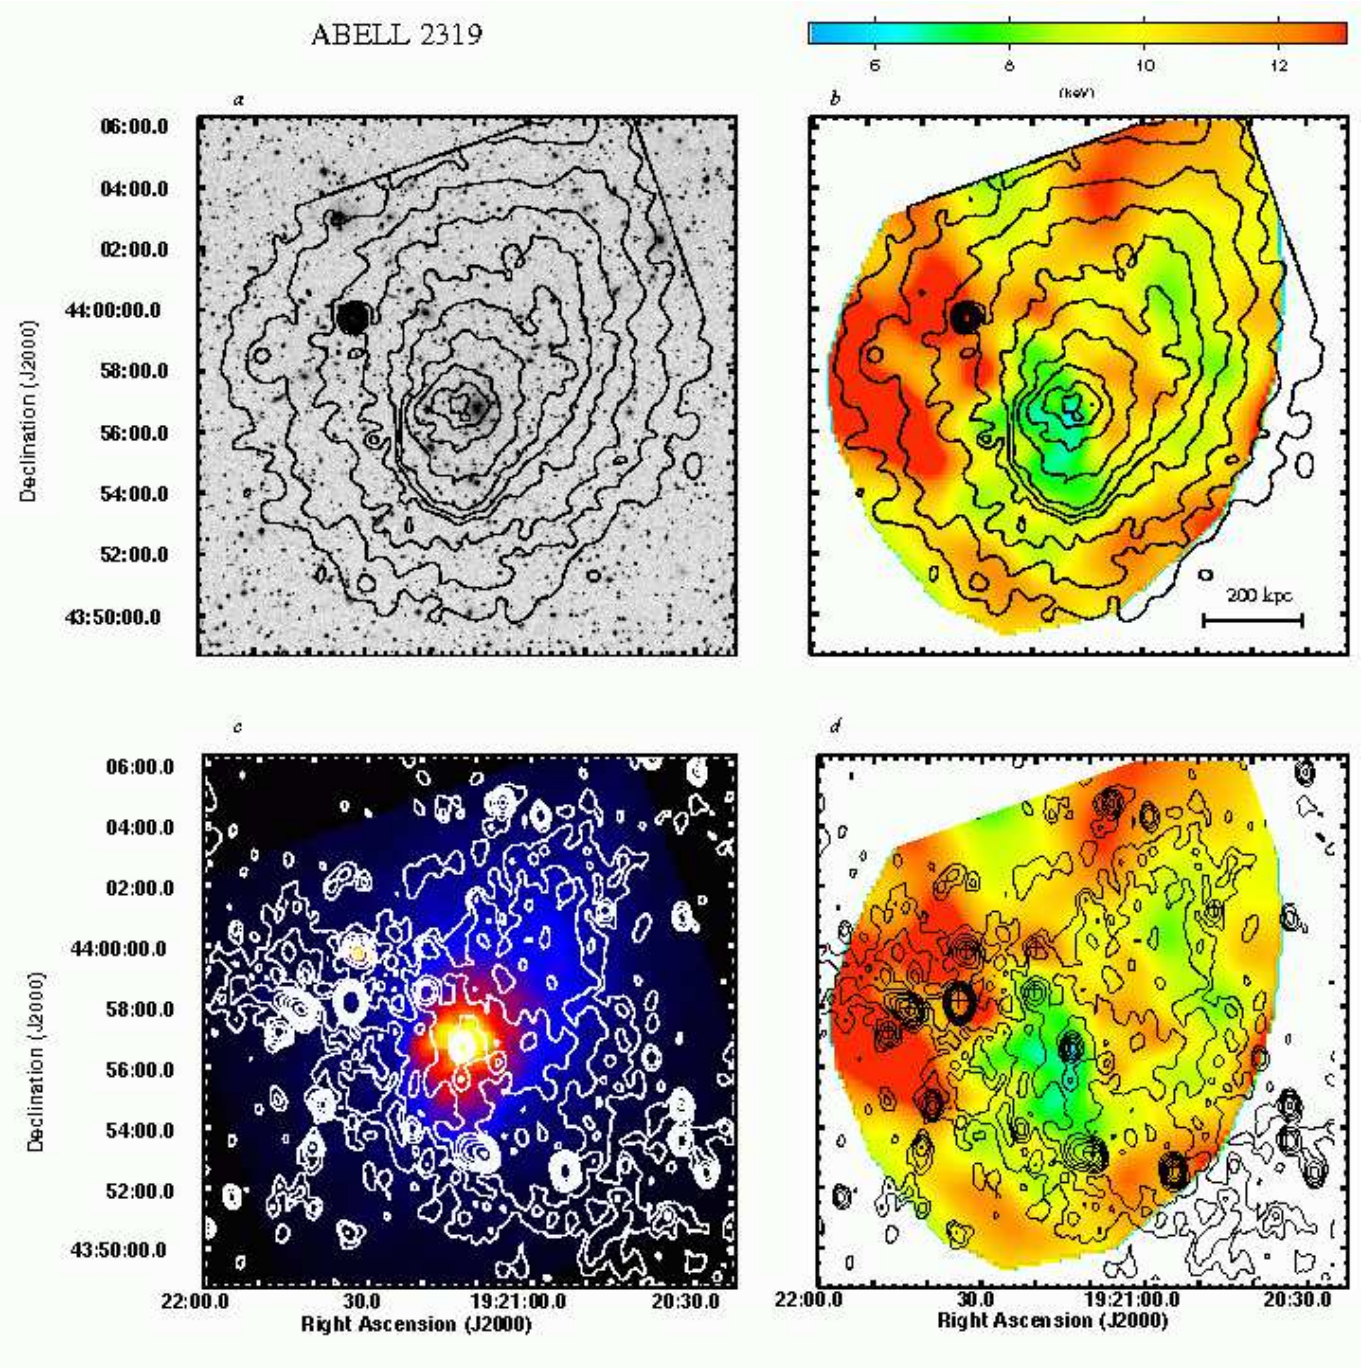 ABELL 2319
6 8 10 12
(keV)
a
b
Declination (J2000)
06:00.0
04:00.0
02:00.0
44:00:00.0
58:00.0
56:00.0
54:00.0
52:00.0
43:50:00.0
200 kpc
c
d
Declination (J2000)
06:00.0
04:00.0
02:00.0
44:00:00.0
58:00.0
56:00.0
54:00.0
52:00.0
43:50:00.0
22:00.0 30.0 19:21:00.0 20:30.0
Right Ascension (J2000)
22:00.0 30.0 19:21:00.0 20:30.0
Right Ascension (J2000)